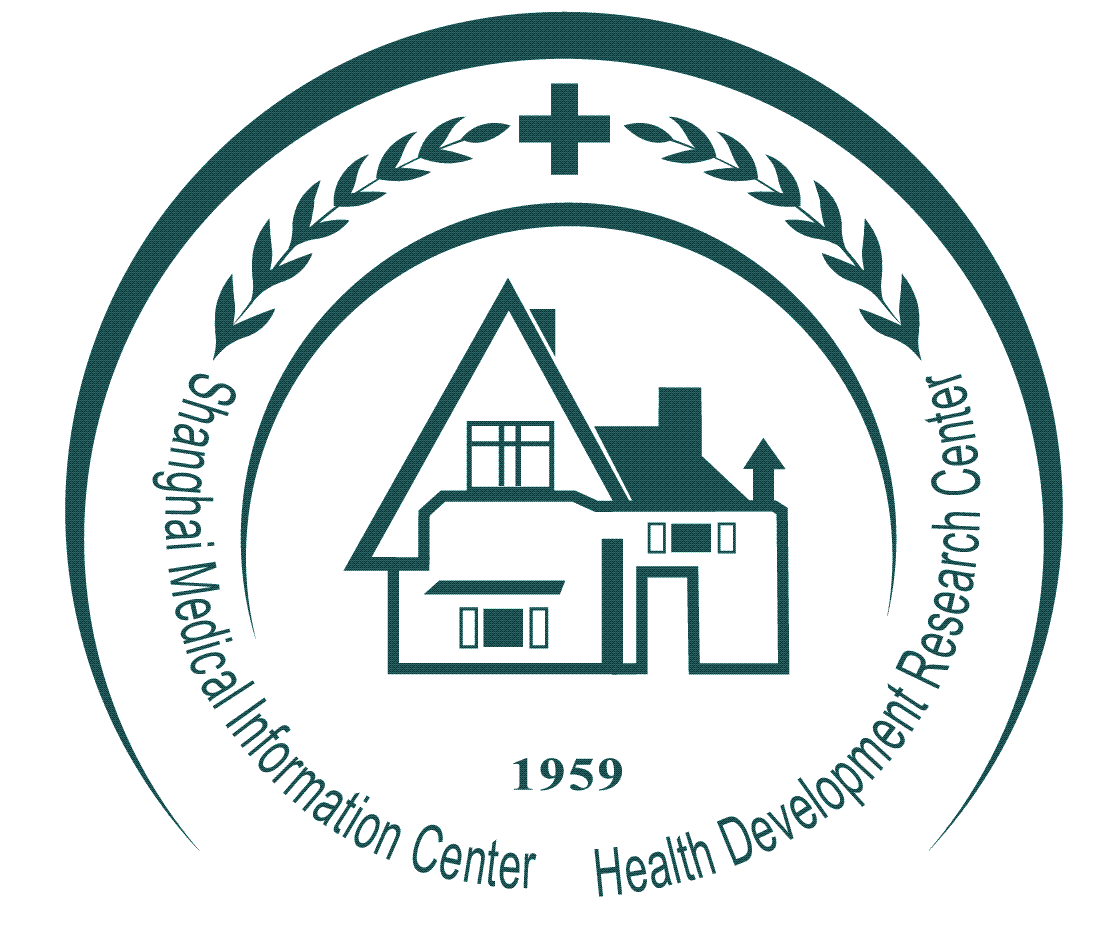 Shanghai Medical Information Center
Health Development Research Center
1959